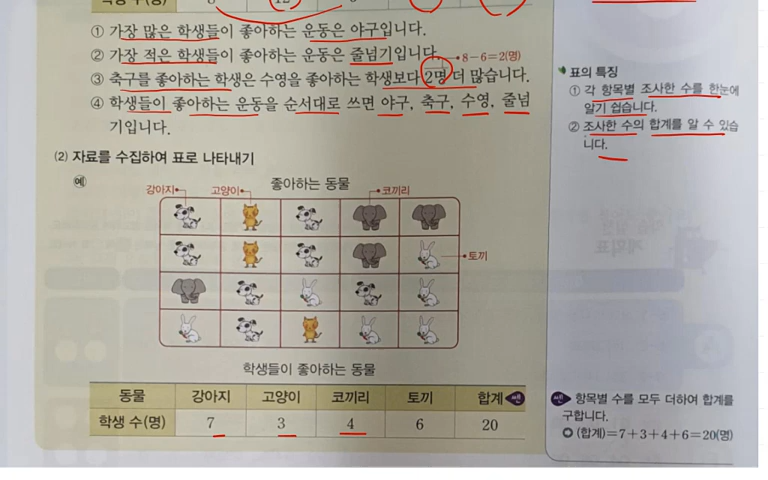 학생 수(명) 12
① 가장 많은 학생들이 좋아하는 운동은 야구입니다.
② 가장 적은 학생들이 좋아하는 운동은 줄넘기입니다.
8-6=2(명)
③ 축구를 좋아하는 학생은 수영을 좋아하는 학생보다 2명 더 많습니다.
④ 학생들이 좋아하는 운동을 순서대로 쓰면 야구, 축구, 수영, 줄넘
기입니다.
(2) 자료를 수집하여 표로 나타내기
예 좋아하는 동물
강아지 고양이 코끼리
토끼
학생들이 좋아하는 동물
동물 강아지 고양이 코끼리 토끼 합계 쎈
학생 수(명) 7 3 4 6 20
표의 특징
① 각 항목별 조사한 수를 한눈에
알기 쉽습니다.
② 조사한 수의 합계를 알 수 있습
니다.
쎈 항목별 수를 모두 더하여 합계를
구합니다.
(합계)=7+3+4+6=20(명)